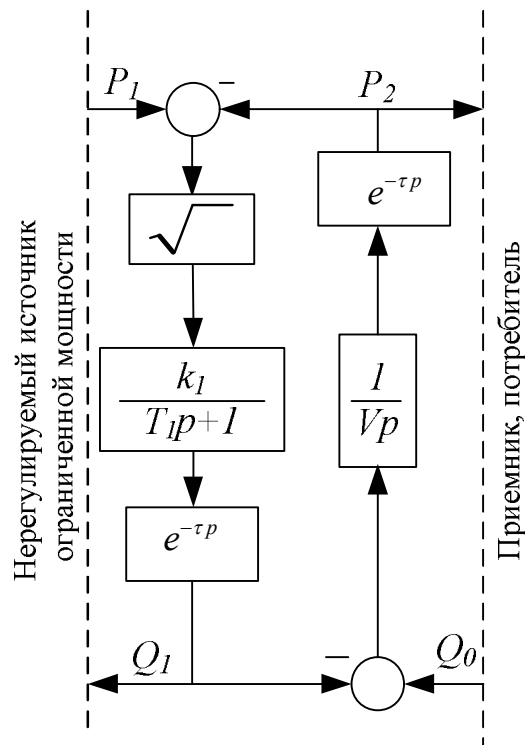 Нерегулируемый источник
ограниченной мощности
P₁
−
P₂
√
e^{−τp}
k₁
T₁p+1
1
Vp
e^{−τp}
Q₁
−
Q₀
Приемник, потребитель